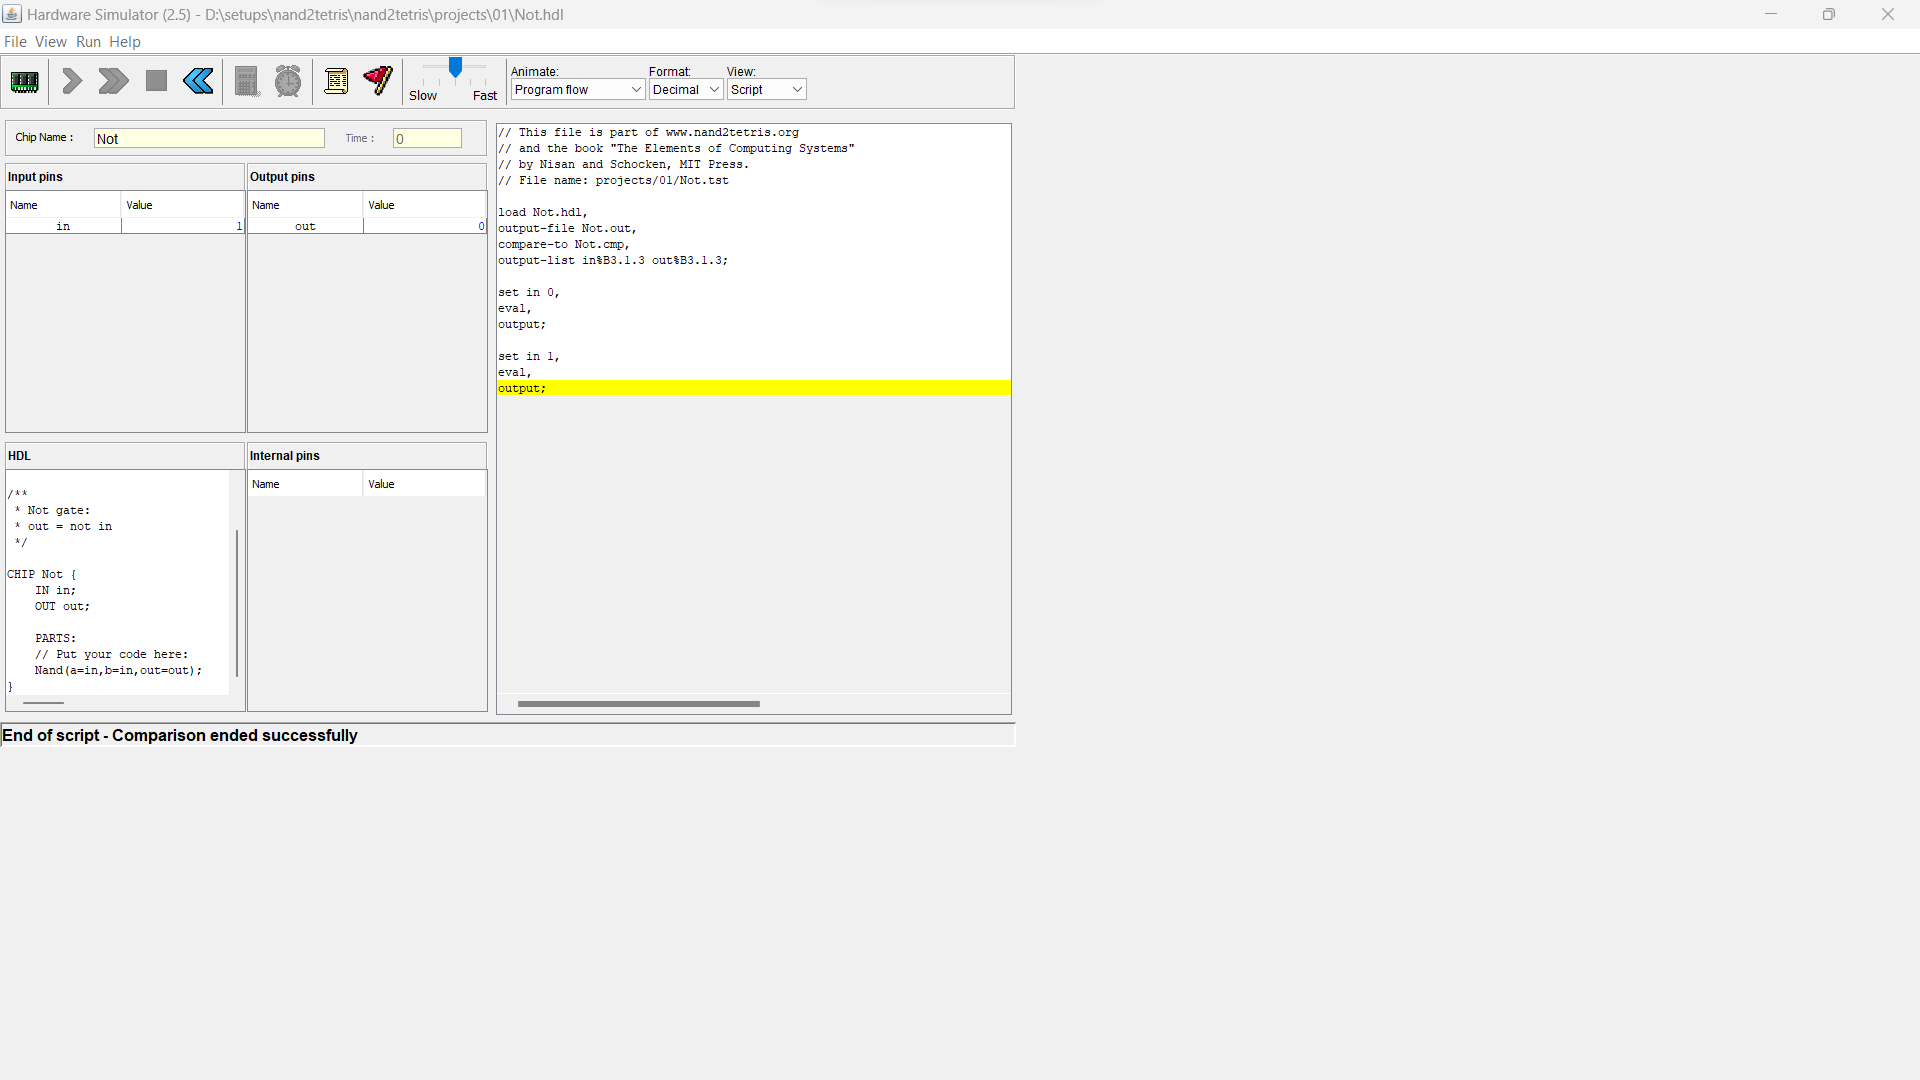 Hardware Simulator (2.5) - D:\setups\nand2tetris\nand2tetris\projects\01\Not.hdl
File View Run Help
Slow Fast
Animate: Format: View:
Program flow Decimal Script
Chip Name : Not Time : 0
Input pins
Name Value
in 1
Output pins
Name Value
out 0
HDL
/**
* Not gate:
* out = not in
*/
CHIP Not {
IN in;
OUT out;
PARTS:
// Put your code here:
Nand(a=in,b=in,out=out);
}
Internal pins
Name Value
// This file is part of www.nand2tetris.org
// and the book "The Elements of Computing Systems"
// by Nisan and Schocken, MIT Press.
// File name: projects/01/Not.tst
load Not.hdl,
output-file Not.out,
compare-to Not.cmp,
output-list in%B3.1.3 out%B3.1.3;
set in 0,
eval,
output;
set in 1,
eval,
output;
End of script - Comparison ended successfully